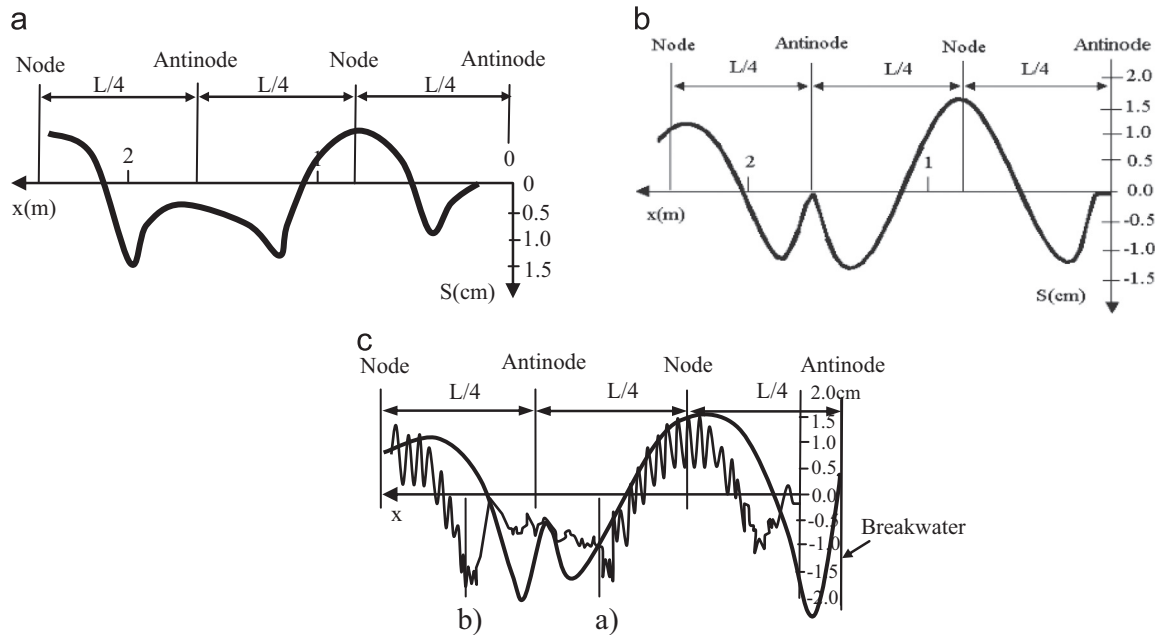 a
Node Antinode Node Antinode
L/4 L/4 L/4
2 1 0
0
x(m)
0.5
1.0
1.5
S(cm)
b
Node Antinode Node Antinode
L/4 L/4 L/4
2.0
1.5
1.0
0.5
2 1
0.0
x(m)
-0.5
-1.0
S(cm) -1.5
c
Node Antinode Node Antinode
L/4 L/4 L/4
2.0cm
1.5
1.0
0.5
0.0
x
-0.5
Breakwater
-1.0
-1.5
-2.0
b) a)